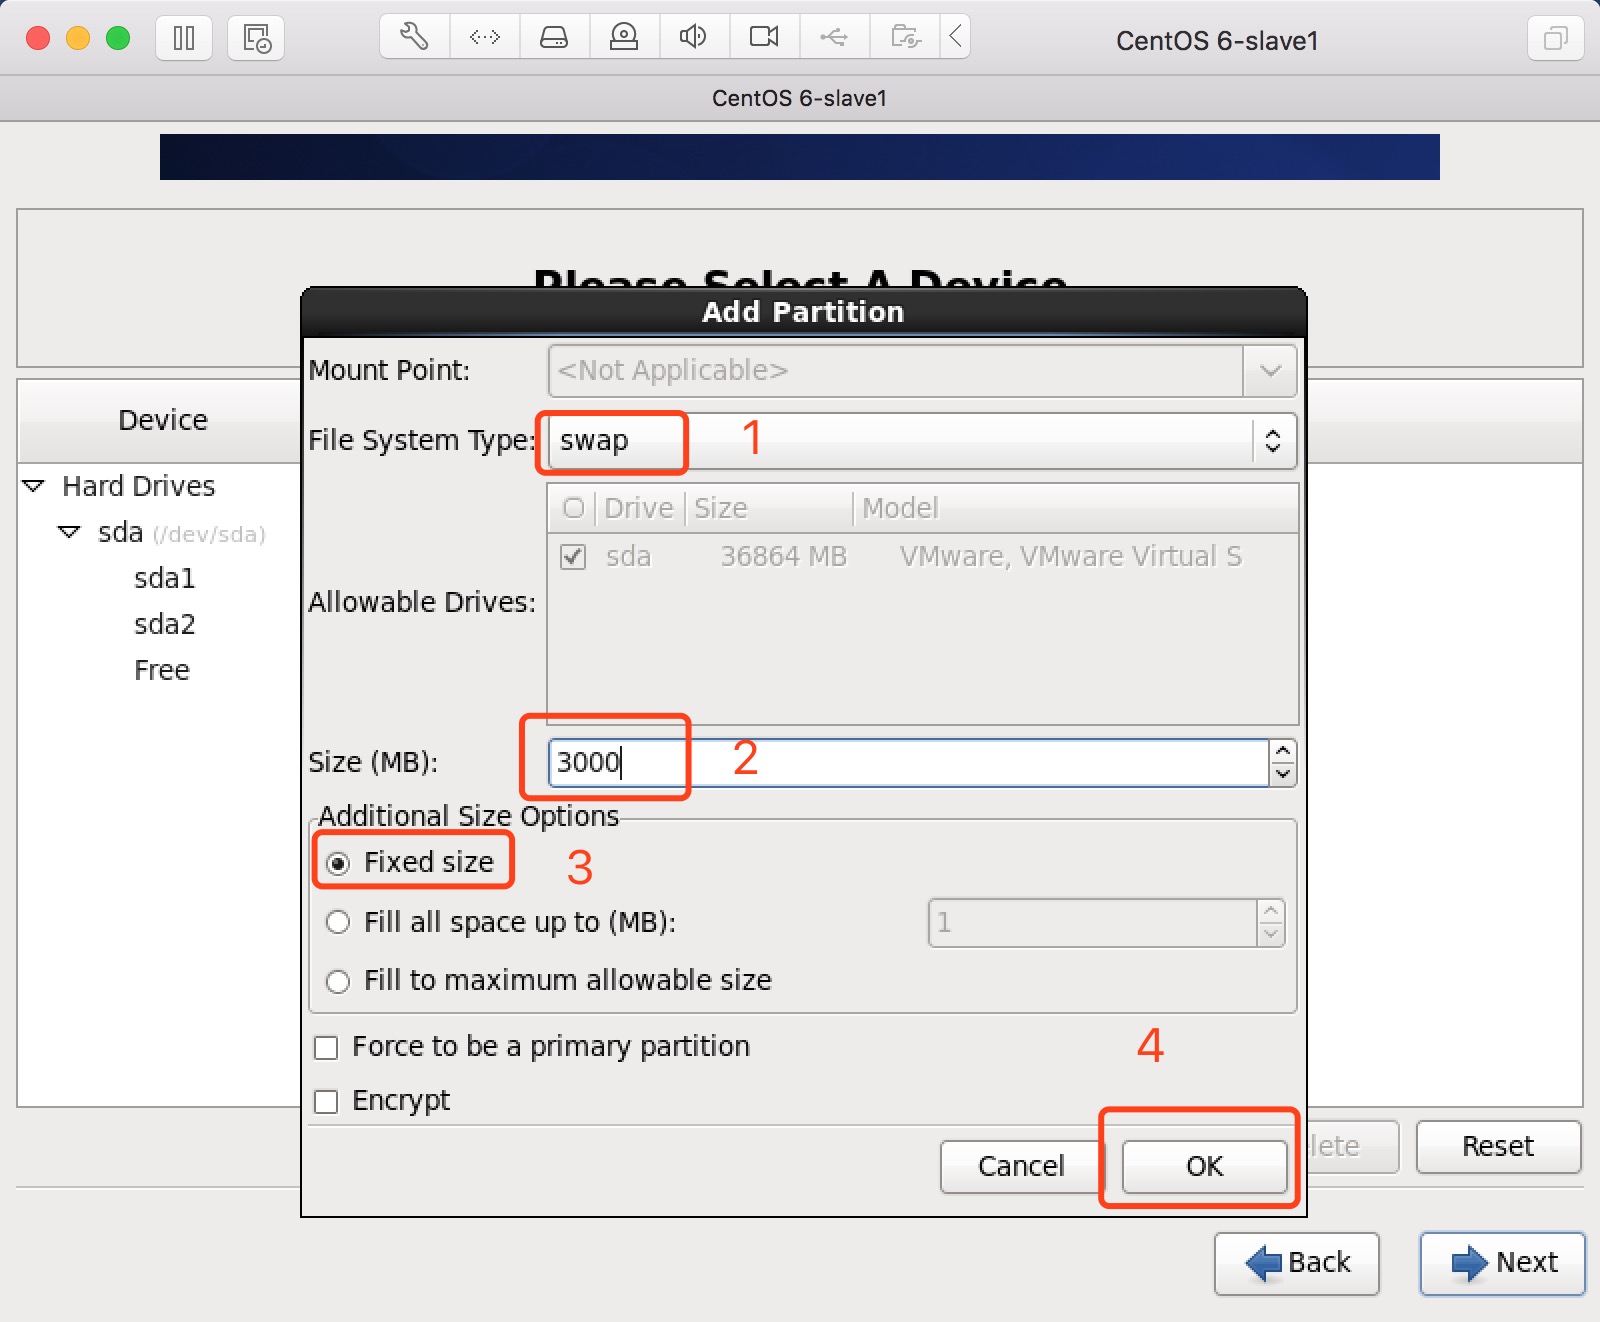 CentOS 6-slave1
CentOS 6-slave1
Please Select A Device
Add Partition
Mount Point: <Not Applicable>
Device
File System Type: swap 1
Hard Drives
Drive Size Model
sda (/dev/sda)
sda 36864 MB VMware, VMware Virtual S
sda1
Allowable Drives:
sda2
Free
Size (MB): 3000 2
Additional Size Options
Fixed size 3
Fill all space up to (MB): 1
Fill to maximum allowable size
Force to be a primary partition 4
Encrypt
Cancel OK lete Reset
Back Next